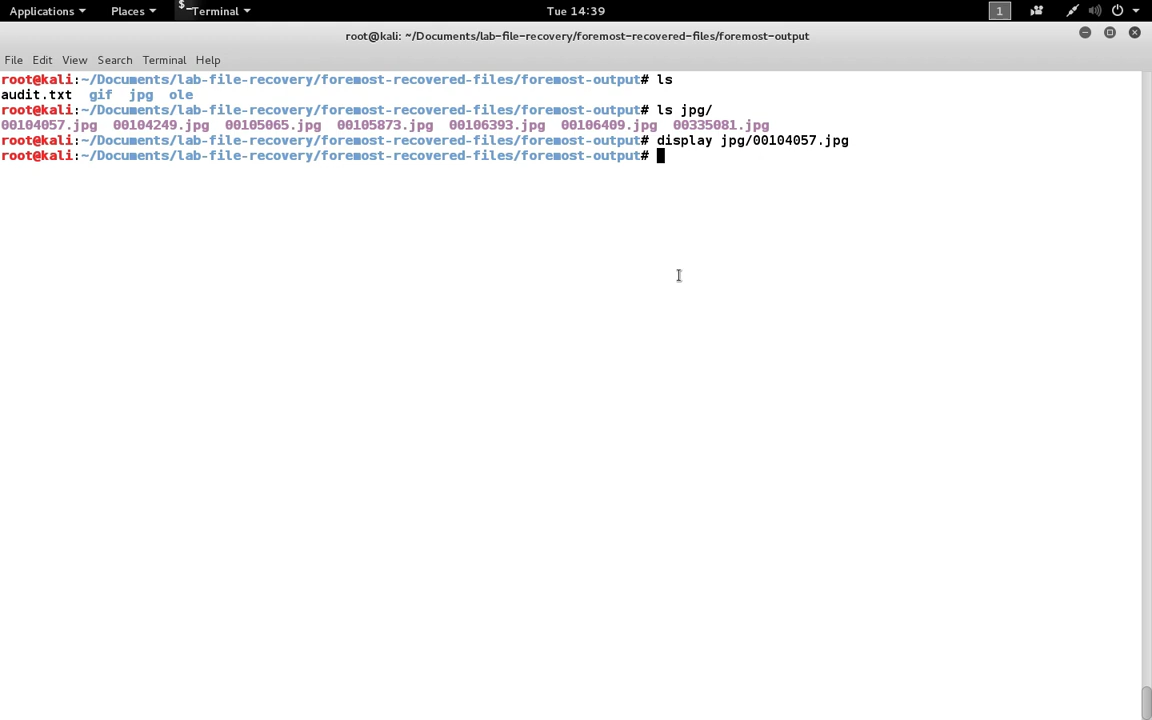 Applications Places $_ Terminal Tue 14:39 1
root@kali: ~/Documents/lab-file-recovery/foremost-recovered-files/foremost-output
File Edit View Search Terminal Help
root@kali:~/Documents/lab-file-recovery/foremost-recovered-files/foremost-output# ls
audit.txt gif jpg ole
root@kali:~/Documents/lab-file-recovery/foremost-recovered-files/foremost-output# ls jpg/
00104057.jpg 00104249.jpg 00105065.jpg 00105873.jpg 00106393.jpg 00106409.jpg 00335081.jpg
root@kali:~/Documents/lab-file-recovery/foremost-recovered-files/foremost-output# display jpg/00104057.jpg
root@kali:~/Documents/lab-file-recovery/foremost-recovered-files/foremost-output#